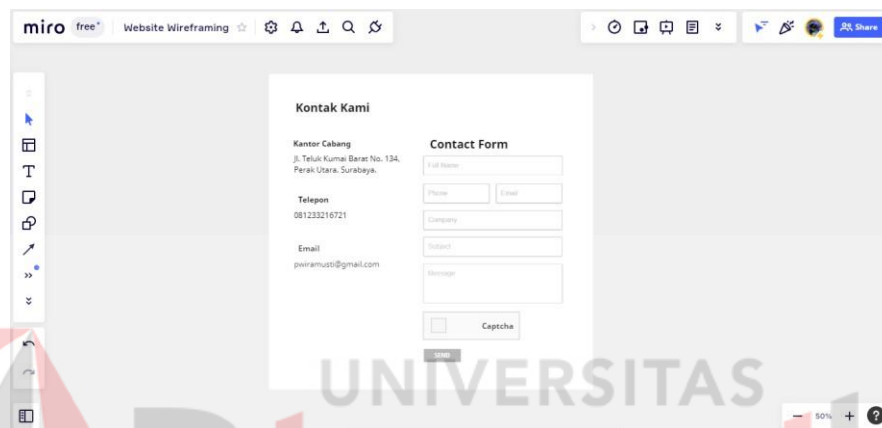 miro free Website Wireframing Share
Kontak Kami
Kantor Cabang
Jl. Teluk Kumai Barat No. 134,
Perak Utara. Surabaya.
Telepon
081233216721
Email
pwiramusti@gmail.com
Contact Form
Full Name
Phone Email
Company
Subject
Message
Captcha
SEND
UNIVERSITAS
50%